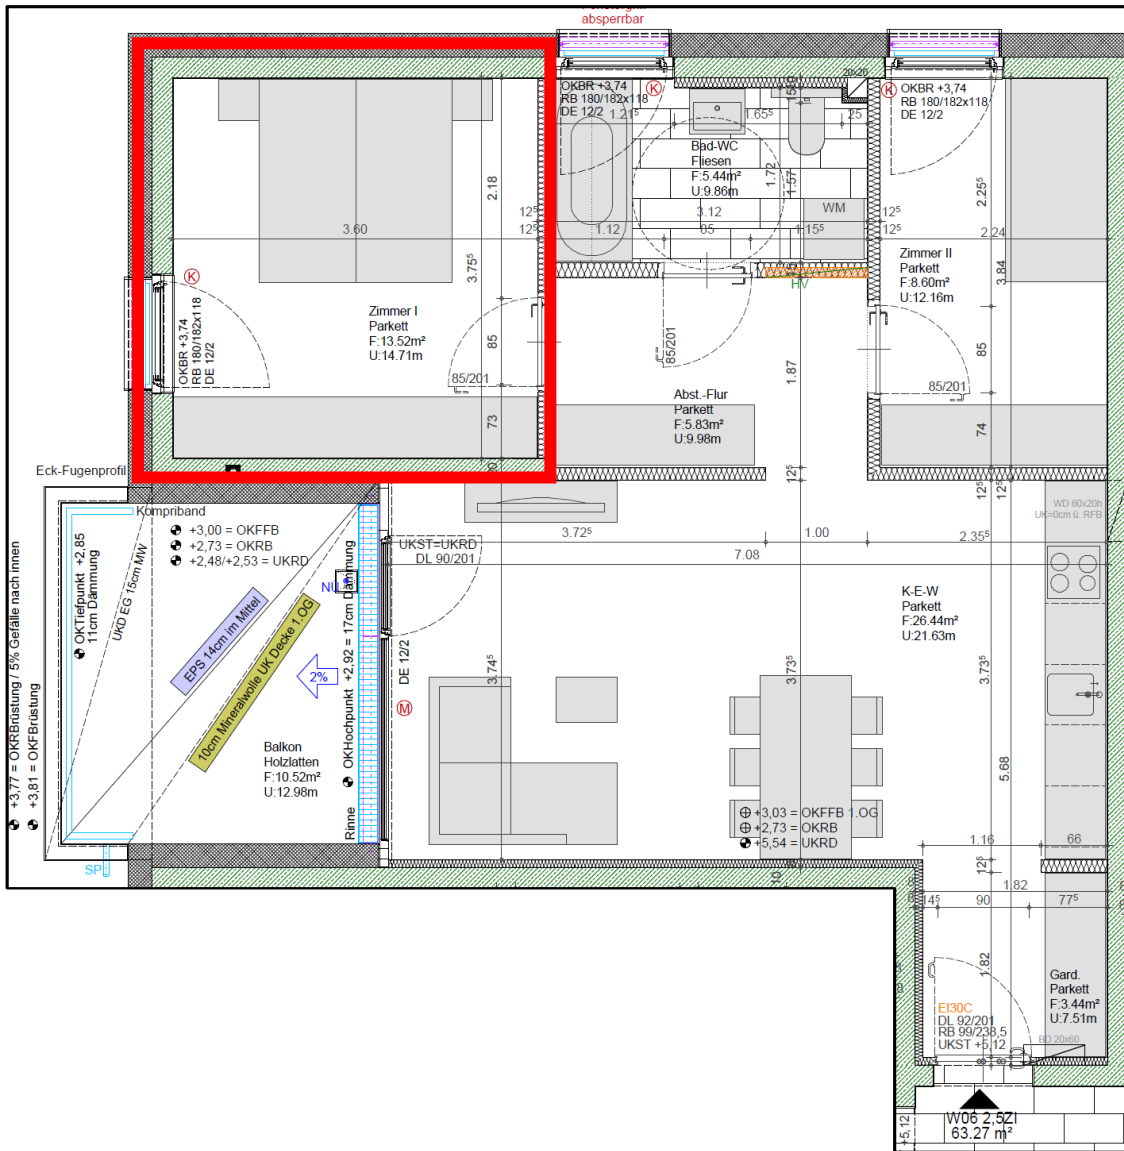 absperrbar
OKBR +3,74
RB 180/182x118
DE 12/2
K
1.21⁵
1.65⁵
25
20x20
Bad-WC
Fliesen
F:5.44m²
U:9.86m
1.72
1.57
3.12
1.12
85
1.15⁵
WM
12⁵
12⁵
HV
K
OKBR +3,74
RB 180/182x118
DE 12/2
2.25⁵
2.24
3.84
12⁵
12⁵
Zimmer II
Parkett
F:8.60m²
U:12.16m
85
85/201
74
2.18
3.60
3.75⁵
K
OKBR +3,74
RB 180/182x118
DE 12/2
Zimmer I
Parkett
F:13.52m²
U:14.71m
85
85/201
73
85/201
1.87
Abst.-Flur
Parkett
F:5.83m²
U:9.98m
12⁵
12⁵
12⁵
Eck-Fugenprofil
Kompriband
+3,00 = OKFFB
+2,73 = OKRB
+2,48/+2,53 = UKRD
OKTiefpunkt +2,85
11cm Dämmung
UKD EG 15cm MW
EPS 14cm im Mittel
10cm Mineralwolle UK Decke 1.OG
2%
OKHochpunkt +2,92 = 17cm Dämmung
Rinne
+3,77 = OKRBrüstung / 5% Gefälle nach innen
+3,81 = OKFBrüstung
Balkon
Holzlatten
F:10.52m²
U:12.98m
SP
UKST=UKRD
DL 90/201
DE 12/2
M
3.72⁵
1.00
2.35⁵
7.08
WD 60x20h
UK=0cm ü. RFB
K-E-W
Parkett
F:26.44m²
U:21.63m
3.74⁵
3.73⁵
3.73⁵
5.68
+3,03 = OKFFB 1.OG
+2,73 = OKRB
+5,54 = UKRD
10
1.16
66
12⁵
1.82
14⁵
90
77⁵
1.82
Gard.
Parkett
F:3.44m²
U:7.51m
EI30C
DL 92/201
RB 99/238,5
UKST +5,12
BD 20x60
8
8
+5,12
W06 2,5ZI
63.27 m²